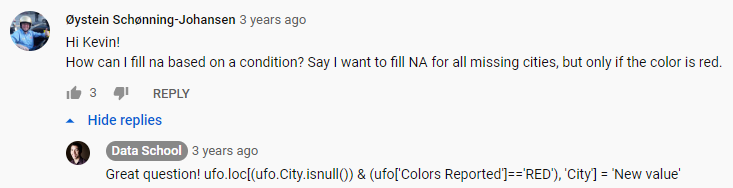 Øystein Schønning-Johansen 3 years ago
Hi Kevin!
How can I fill na based on a condition? Say I want to fill NA for all missing cities, but only if the color is red.
3 REPLY
Hide replies
Data School 3 years ago
Great question! ufo.loc[(ufo.City.isnull()) & (ufo['Colors Reported']=='RED'), 'City'] = 'New value'